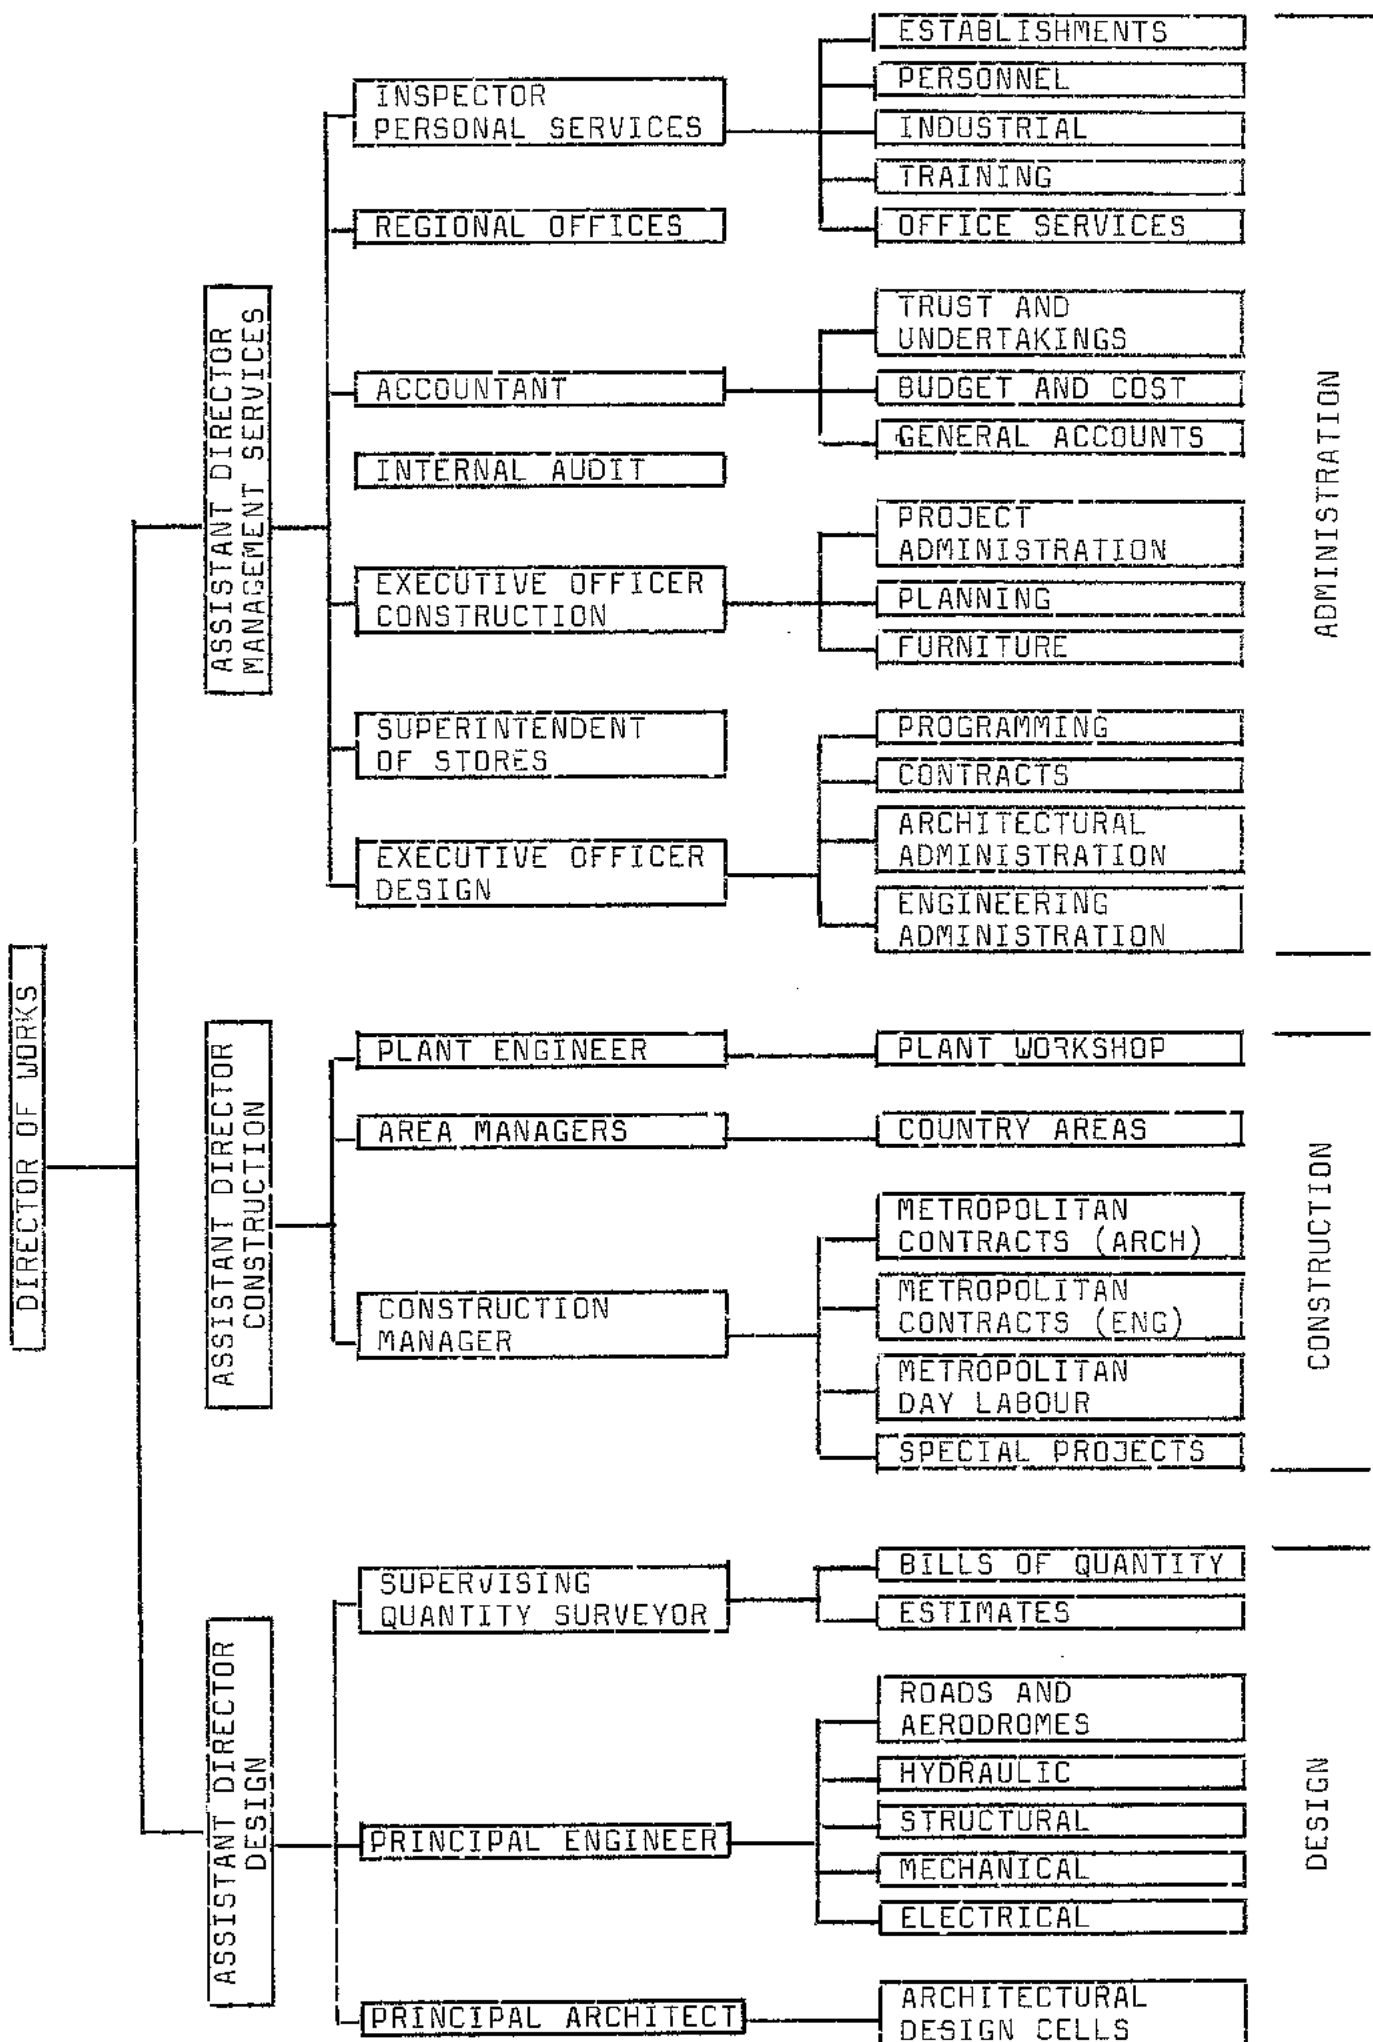 DIRECTOR OF WORKS
ASSISTANT DIRECTOR
MANAGEMENT SERVICES
INSPECTOR
PERSONAL SERVICES
ESTABLISHMENTS
PERSONNEL
INDUSTRIAL
TRAINING
OFFICE SERVICES
REGIONAL OFFICES
ACCOUNTANT
TRUST AND
UNDERTAKINGS
BUDGET AND COST
GENERAL ACCOUNTS
INTERNAL AUDIT
EXECUTIVE OFFICER
CONSTRUCTION
PROJECT
ADMINISTRATION
PLANNING
FURNITURE
SUPERINTENDENT
OF STORES
EXECUTIVE OFFICER
DESIGN
PROGRAMMING
CONTRACTS
ARCHITECTURAL
ADMINISTRATION
ENGINEERING
ADMINISTRATION
ADMINISTRATION
ASSISTANT DIRECTOR
CONSTRUCTION
PLANT ENGINEER
PLANT WORKSHOP
AREA MANAGERS
COUNTRY AREAS
CONSTRUCTION
MANAGER
METROPOLITAN
CONTRACTS (ARCH)
METROPOLITAN
CONTRACTS (ENG)
METROPOLITAN
DAY LABOUR
SPECIAL PROJECTS
CONSTRUCTION
ASSISTANT DIRECTOR
DESIGN
SUPERVISING
QUANTITY SURVEYOR
BILLS OF QUANTITY
ESTIMATES
PRINCIPAL ENGINEER
ROADS AND
AERODROMES
HYDRAULIC
STRUCTURAL
MECHANICAL
ELECTRICAL
PRINCIPAL ARCHITECT
ARCHITECTURAL
DESIGN CELLS
DESIGN